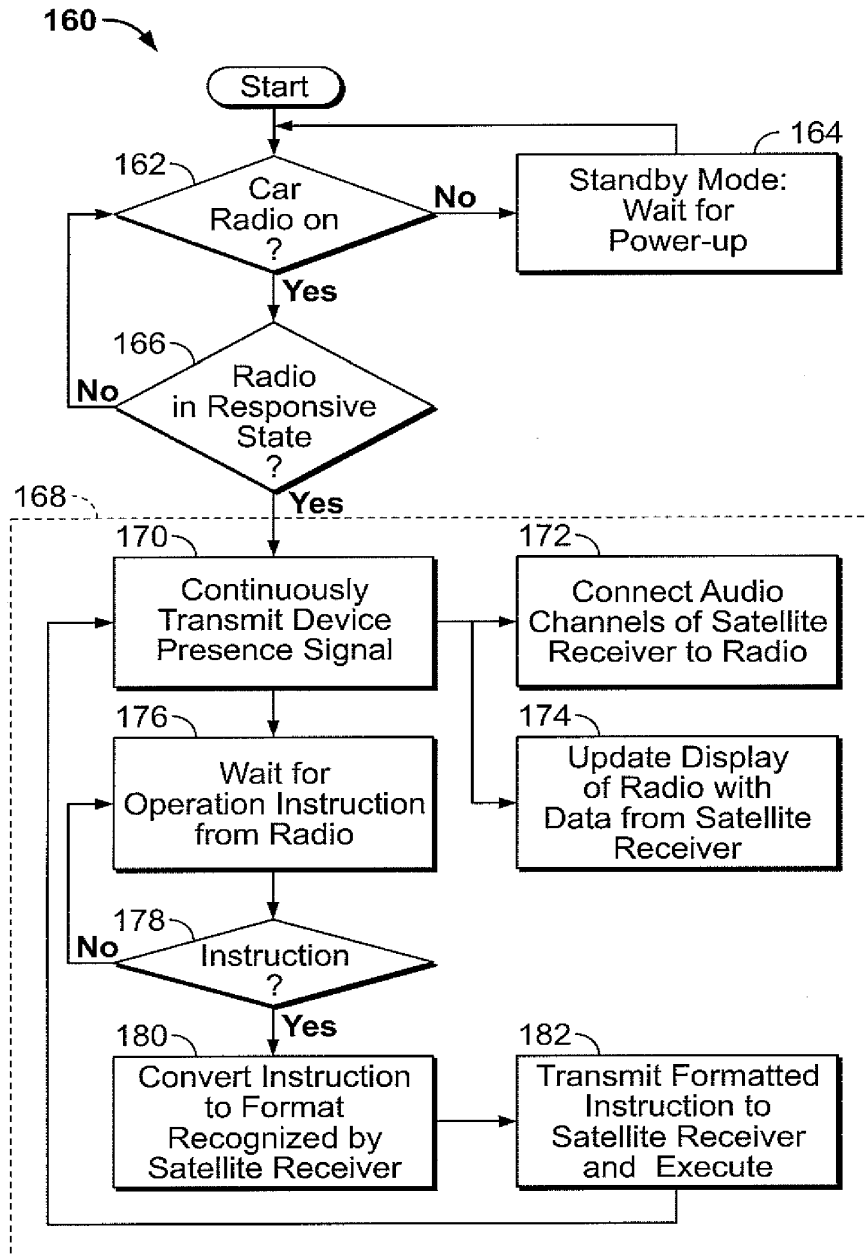 160
Start
162
Car
Radio on
?
No
164
Standby Mode:
Wait for
Power-up
Yes
166
Radio
in Responsive
State
?
No
Yes
168
170
Continuously
Transmit Device
Presence Signal
172
Connect Audio
Channels of Satellite
Receiver to Radio
174
Update Display
of Radio with
Data from Satellite
Receiver
176
Wait for
Operation Instruction
from Radio
178
No
Instruction
?
Yes
180
Convert Instruction
to Format
Recognized by
Satellite Receiver
182
Transmit Formatted
Instruction to
Satellite Receiver
and Execute